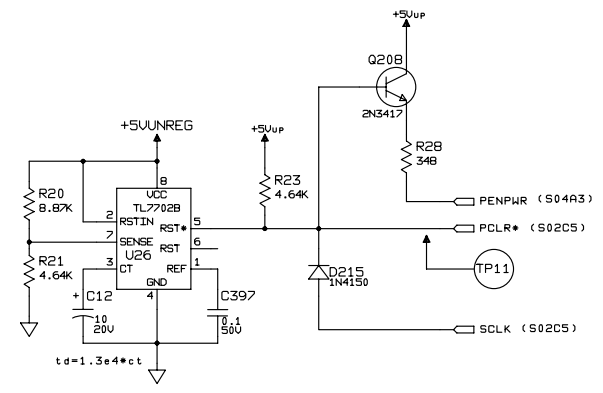 +5Vup
Q208
2N3417
+5VUNREG
+5Vup
R28
348
8
VCC
TL7702B
R20
8.87K
R23
4.64K
PENPWR (S04A3)
2
RSTIN
RST*
5
PCLR* (S02C5)
7
SENSE
RST
6
U26
R21
4.64K
3
CT
REF
1
D215
1N4150
TP11
GND
4
+
C12
10
20V
C397
0.1
50V
SCLK (S02C5)
td=1.3e4*ct